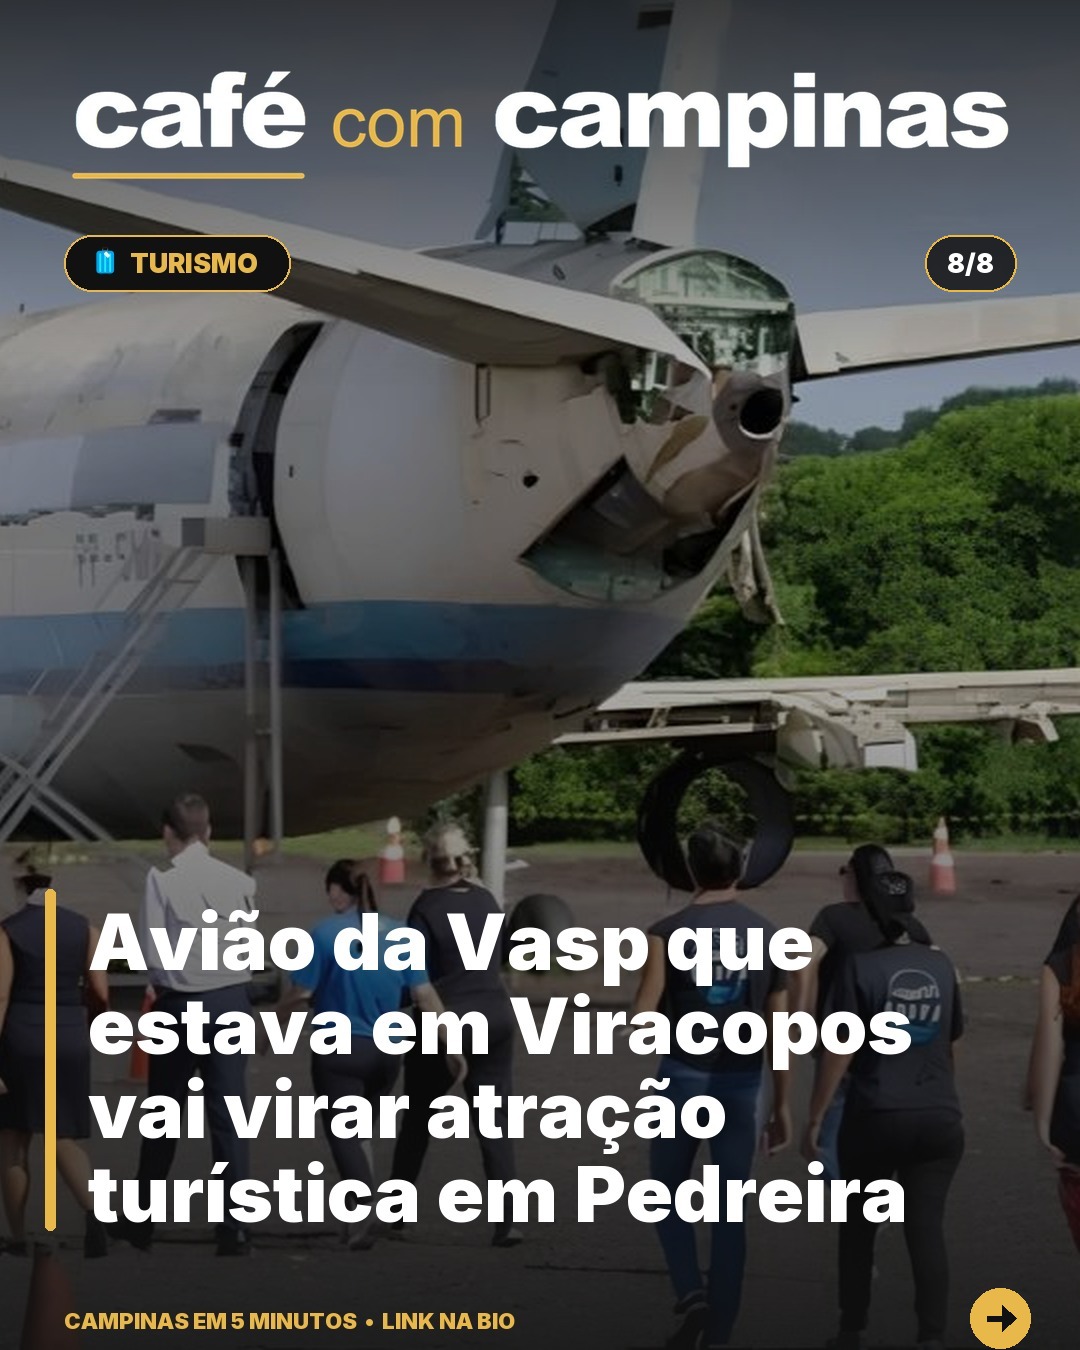 café com campinas
TURISMO
8/8
Avião da Vasp que
estava em Viracopos
vai virar atração
turística em Pedreira
CAMPINAS EM 5 MINUTOS • LINK NA BIO